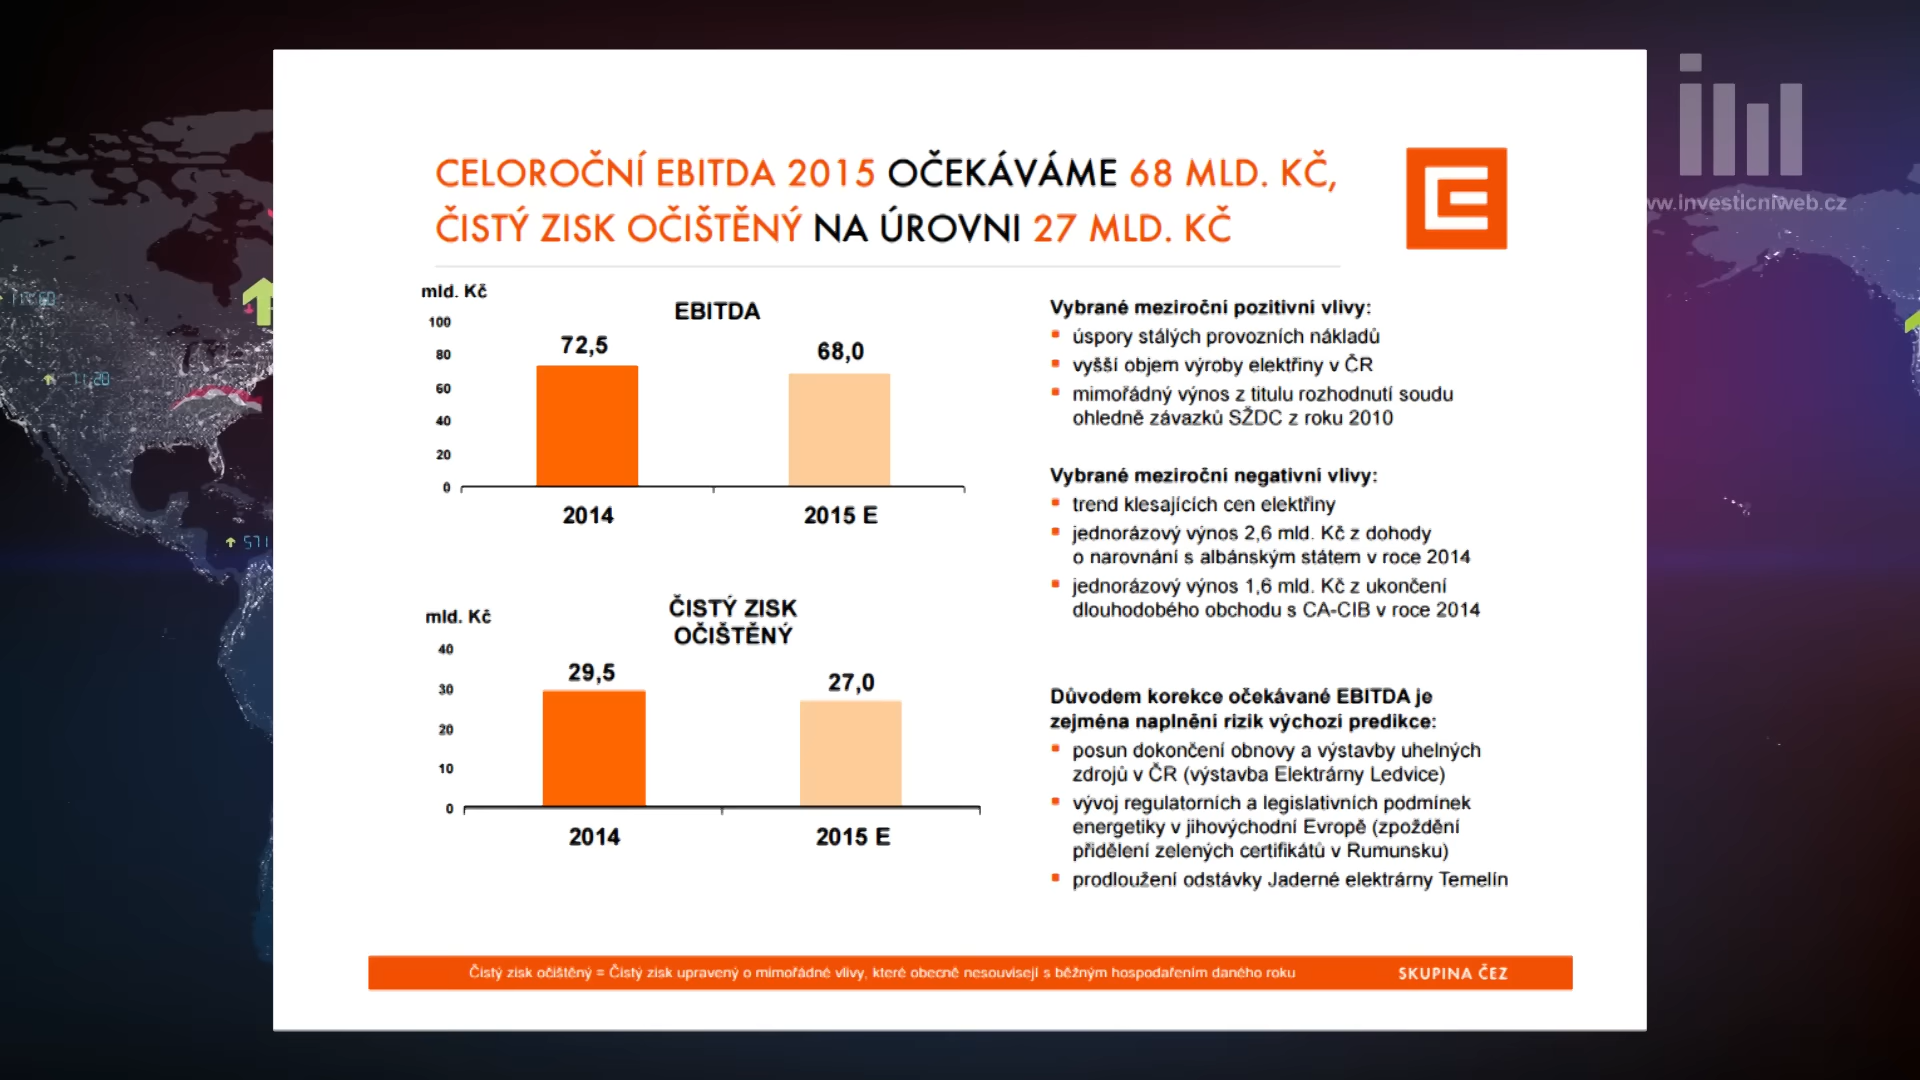 CELOROČNÍ EBITDA 2015 OČEKÁVÁME 68 MLD. KČ,
ČISTÝ ZISK OČIŠTĚNÝ NA ÚROVNI 27 MLD. KČ
www.investicniweb.cz
mld. Kč
EBITDA
100
80
60
40
20
0
72,5
68,0
2014
2015 E
mld. Kč
ČISTÝ ZISK
OČIŠTĚNÝ
40
30
20
10
0
29,5
27,0
2014
2015 E
Vybrané meziroční pozitivní vlivy:
úspory stálých provozních nákladů
vyšší objem výroby elektřiny v ČR
mimořádný výnos z titulu rozhodnutí soudu
ohledně závazků SŽDC z roku 2010
Vybrané meziroční negativní vlivy:
trend klesajících cen elektřiny
jednorázový výnos 2,6 mld. Kč z dohody
o narovnání s albánským státem v roce 2014
jednorázový výnos 1,6 mld. Kč z ukončení
dlouhodobého obchodu s CA-CIB v roce 2014
Důvodem korekce očekávané EBITDA je
zejména naplnění rizik výchozí predikce:
posun dokončení obnovy a výstavby uhelných
zdrojů v ČR (výstavba Elektrárny Ledvice)
vývoj regulatorních a legislativních podmínek
energetiky v jihovýchodní Evropě (zpoždění
přidělení zelených certifikátů v Rumunsku)
prodloužení odstávky Jaderné elektrárny Temelín
Čistý zisk očištěný = Čistý zisk upravený o mimořádné vlivy, které obecně nesouvisejí s běžným hospodařením daného roku
SKUPINA ČEZ